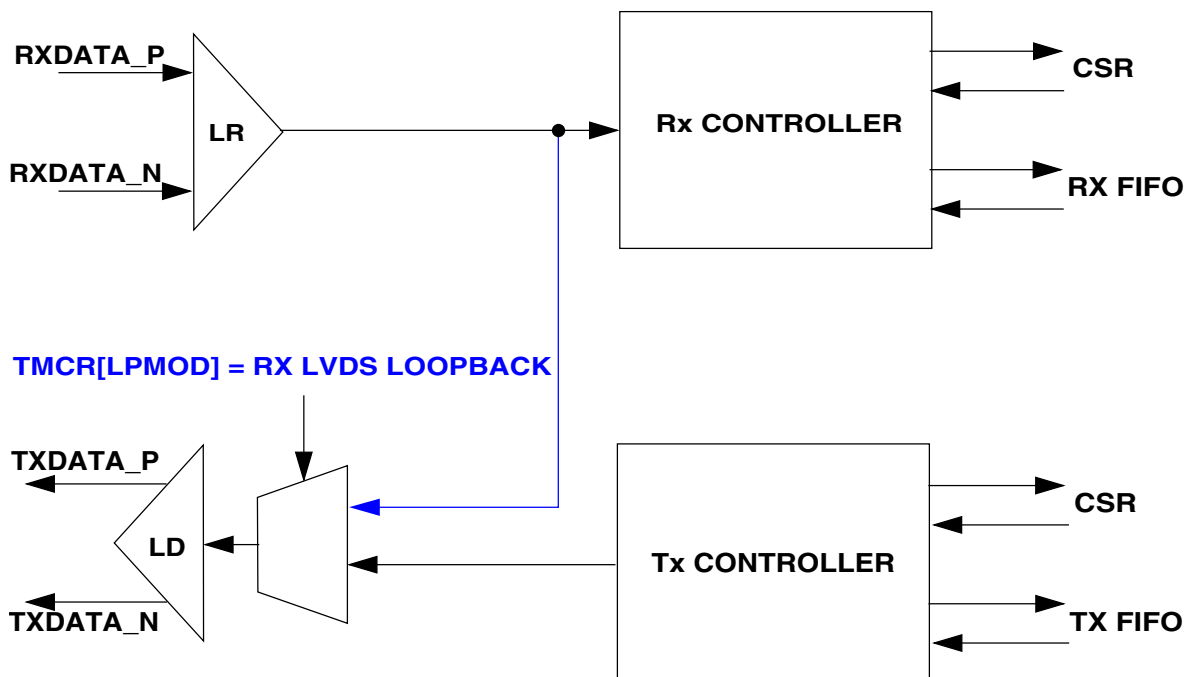 RXDATA_P
CSR
LR
Rx CONTROLLER
RXDATA_N
RX FIFO
TMCR[LPMOD] = RX LVDS LOOPBACK
TXDATA_P
CSR
LD
Tx CONTROLLER
TXDATA_N
TX FIFO